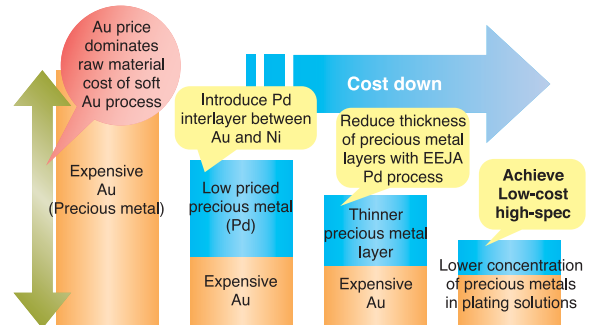 Au price
dominates
raw material
cost of soft
Au process
Expensive
Au
(Precious metal)
Cost down
Introduce Pd
interlayer between
Au and Ni
Low priced
precious metal
(Pd)
Expensive
Au
Reduce thickness
of precious metal
layers with EEJA
Pd process
Thinner
precious metal
layer
Expensive
Au
Achieve
Low-cost
high-spec
Lower concentration
of precious metals
in plating solutions